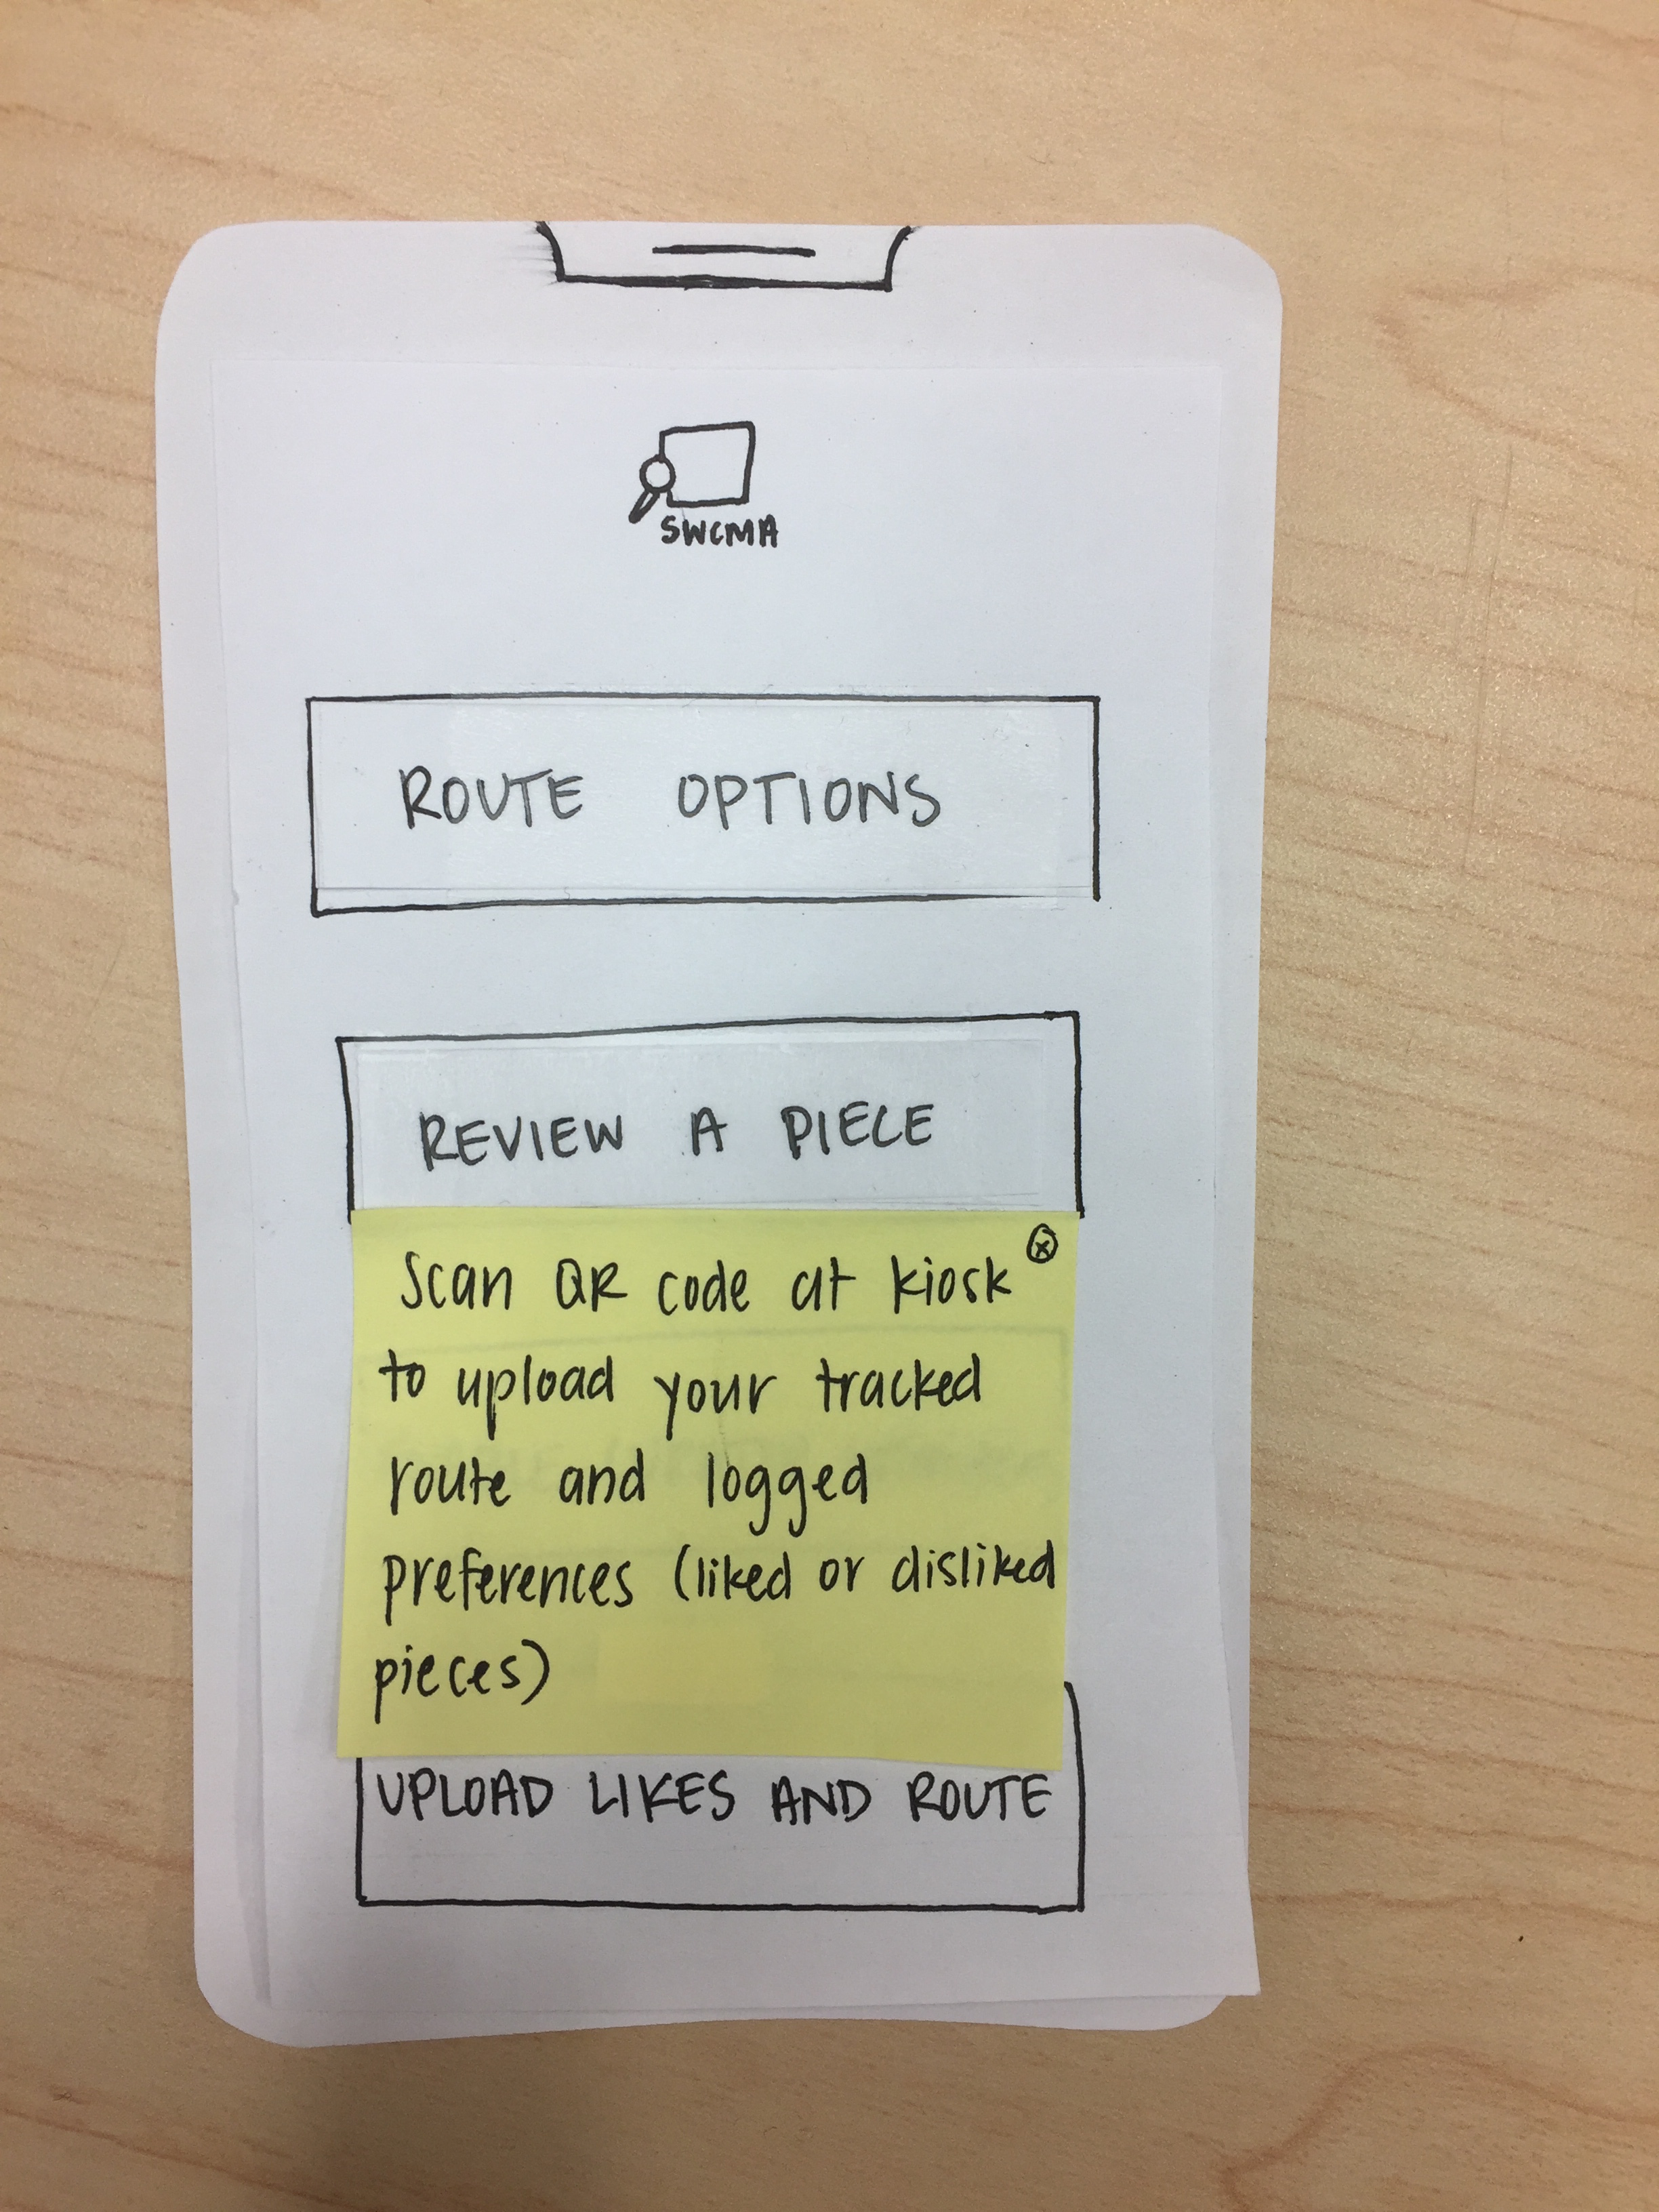 SWCMA
ROUTE OPTIONS
REVIEW A PIECE
Scan QR code at kiosk
to upload your tracked
route and logged
preferences (liked or disliked
pieces)
UPLOAD LIKES AND ROUTE